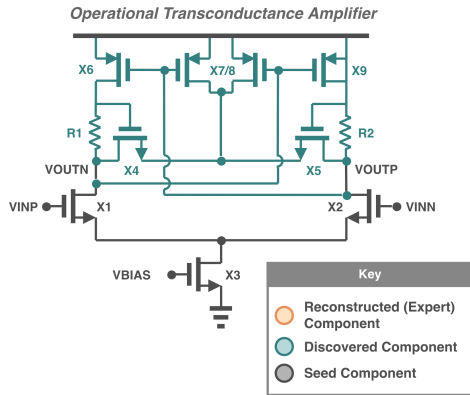 Operational Transconductance Amplifier
X6 X7/8 X9
R1 R2
VOUTN X4 X5 VOUTP
VINP X1 X2 VINN
VBIAS X3
Key
Reconstructed (Expert)
Component
Discovered Component
Seed Component